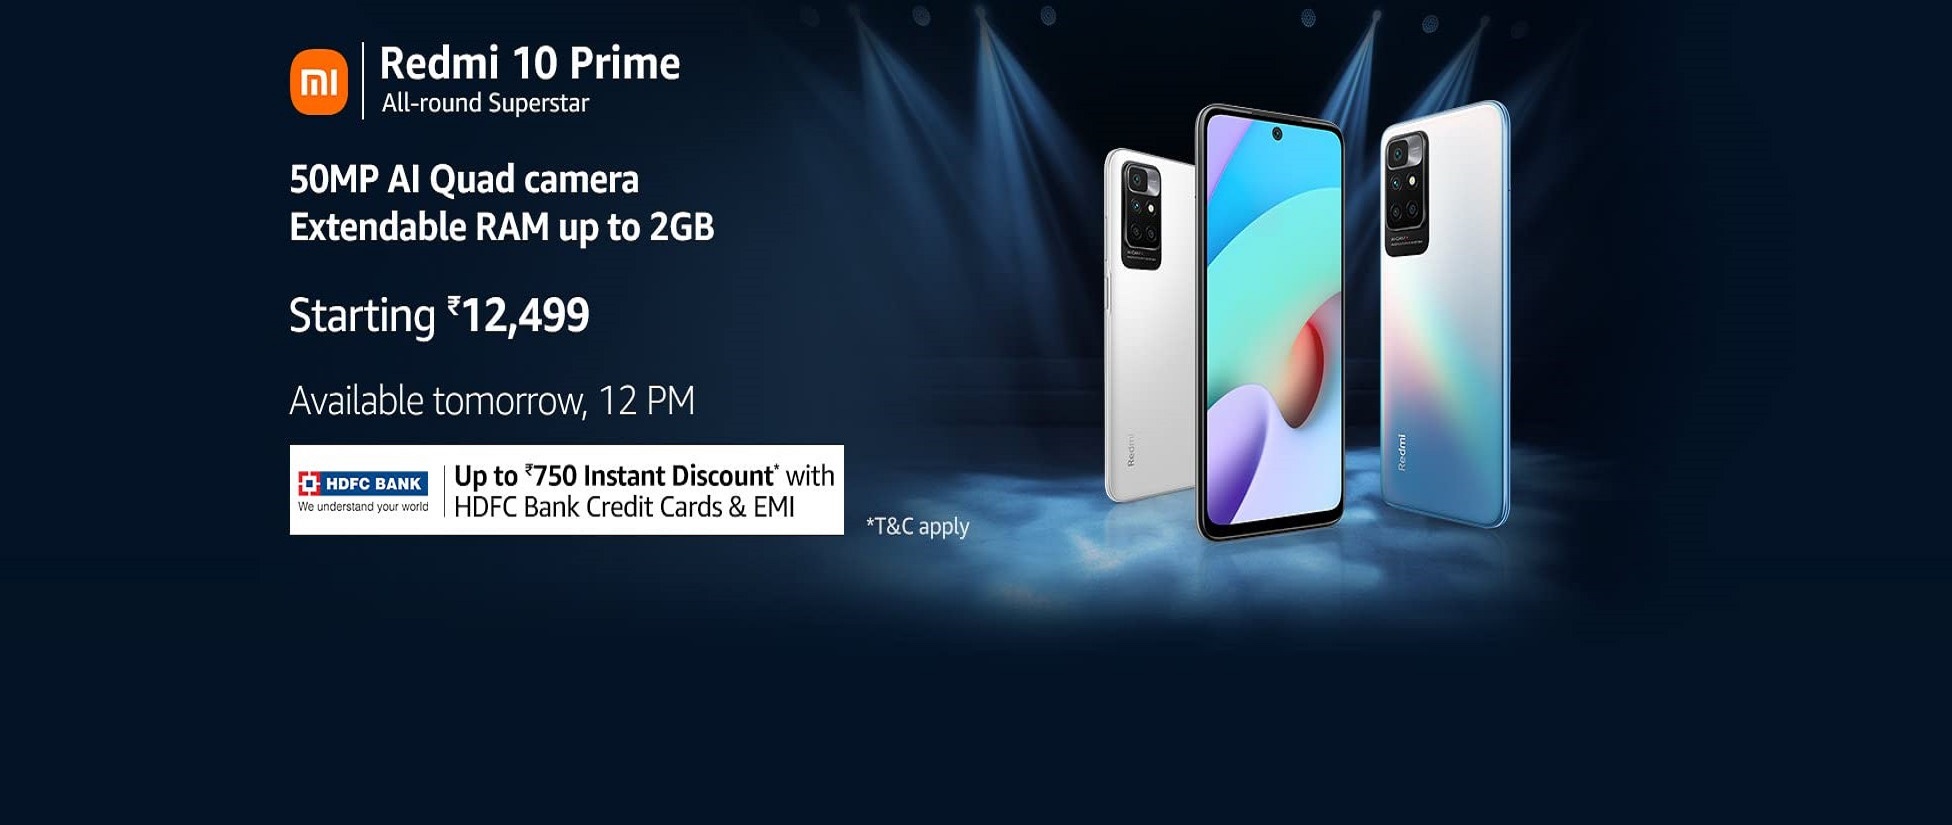 mi
Redmi 10 Prime
All-round Superstar
50MP AI Quad camera
Extendable RAM up to 2GB
Starting ₹12,499
Available tomorrow, 12 PM
HDFC BANK
We understand your world
Up to ₹750 Instant Discount* with
HDFC Bank Credit Cards & EMI
*T&C apply
Redmi
Redmi